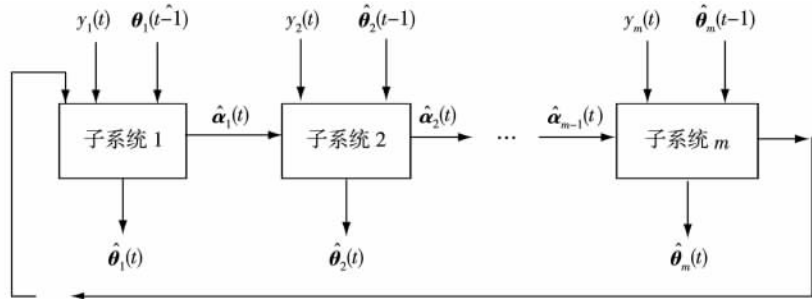 y₁(t) θ₁(t-̂1) y₂(t) θ̂₂(t-1) yₘ(t) θ̂ₘ(t-1)
子系统 1 α̂₁(t) 子系统 2 α̂₂(t) ··· α̂ₘ₋₁(t) 子系统 m
θ̂₁(t) θ̂₂(t) θ̂ₘ(t)